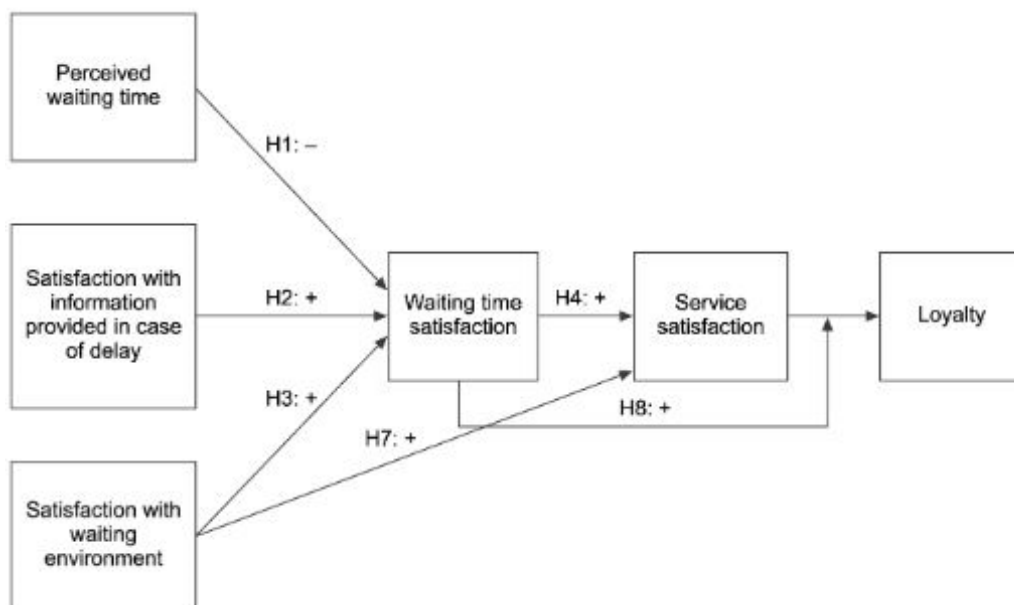 Perceived
waiting time
H1: –
Satisfaction with
information
provided in case
of delay
H2: +
Waiting time
satisfaction
H4: +
Service
satisfaction
Loyalty
H3: +
H7: +
H8: +
Satisfaction with
waiting
environment